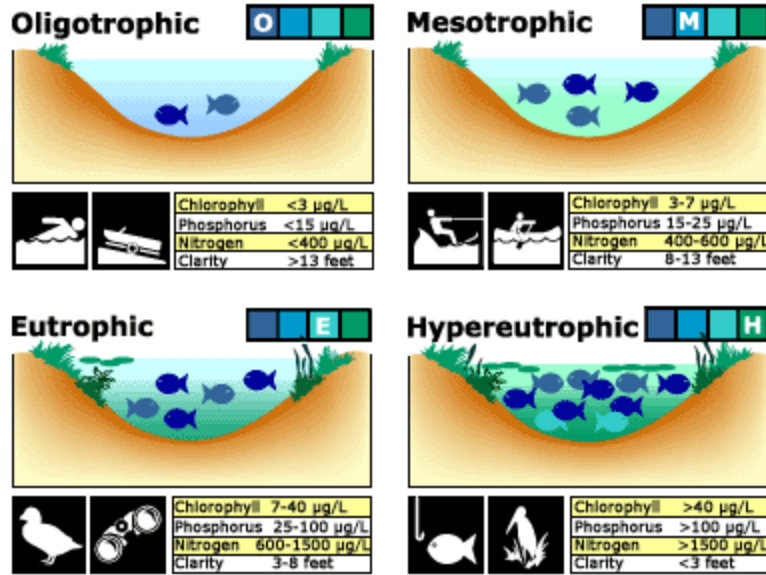 Oligotrophic O
Chlorophyll <3 µg/L
Phosphorus <15 µg/L
Nitrogen <400 µg/L
Clarity >13 feet
Mesotrophic M
Chlorophyll 3-7 µg/L
Phosphorus 15-25 µg/L
Nitrogen 400-600 µg/L
Clarity 8-13 feet
Eutrophic E
Chlorophyll 7-40 µg/L
Phosphorus 25-100 µg/L
Nitrogen 600-1500 µg/L
Clarity 3-8 feet
Hypereutrophic H
Chlorophyll >40 µg/L
Phosphorus >100 µg/L
Nitrogen >1500 µg/L
Clarity <3 feet